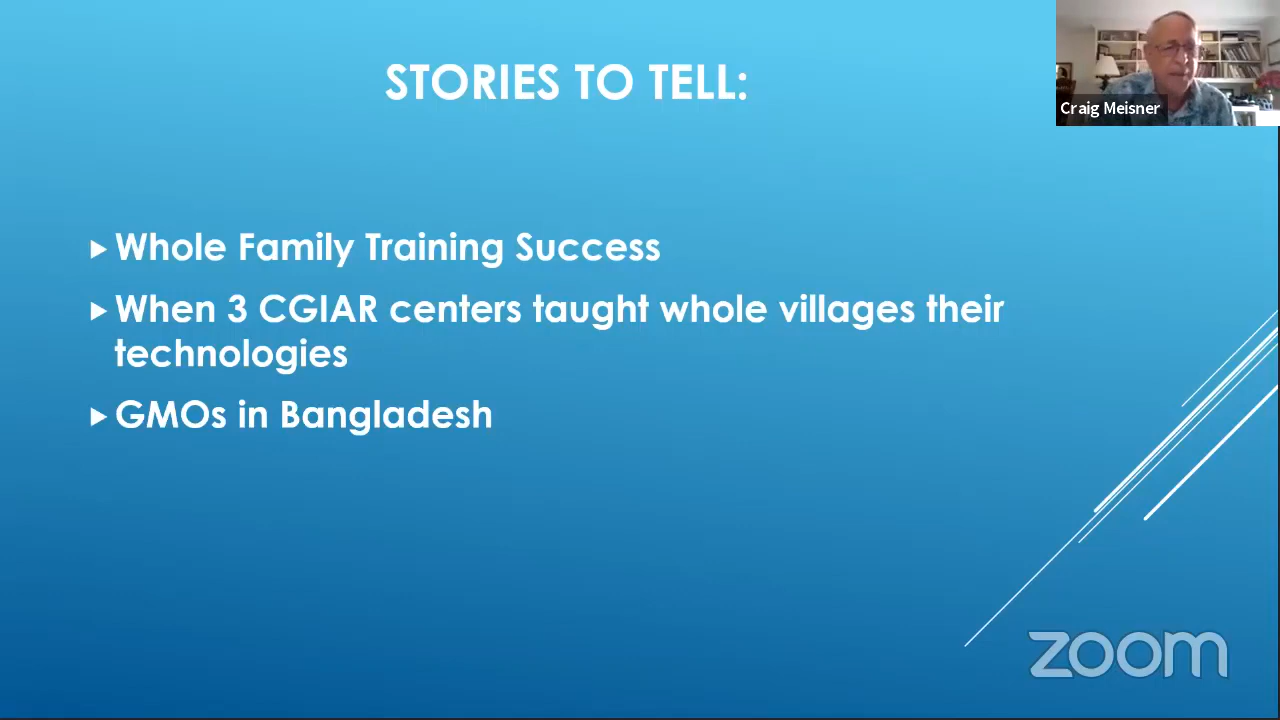 STORIES TO TELL:
Craig Meisner
Whole Family Training Success
When 3 CGIAR centers taught whole villages their
technologies
GMOs in Bangladesh
zoom